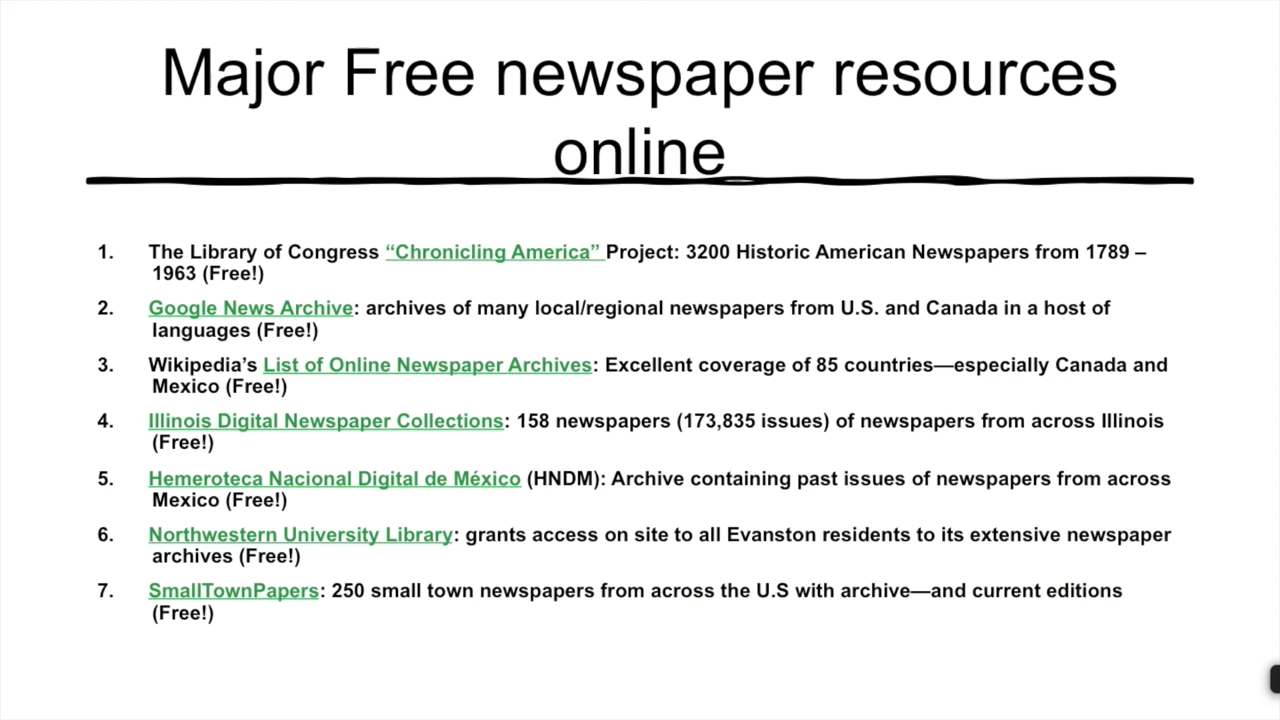 Major Free newspaper resources
online
1. The Library of Congress “Chronicling America” Project: 3200 Historic American Newspapers from 1789 –
1963 (Free!)
2. Google News Archive: archives of many local/regional newspapers from U.S. and Canada in a host of
languages (Free!)
3. Wikipedia’s List of Online Newspaper Archives: Excellent coverage of 85 countries—especially Canada and
Mexico (Free!)
4. Illinois Digital Newspaper Collections: 158 newspapers (173,835 issues) of newspapers from across Illinois
(Free!)
5. Hemeroteca Nacional Digital de México (HNDM): Archive containing past issues of newspapers from across
Mexico (Free!)
6. Northwestern University Library: grants access on site to all Evanston residents to its extensive newspaper
archives (Free!)
7. SmallTownPapers: 250 small town newspapers from across the U.S with archive—and current editions
(Free!)